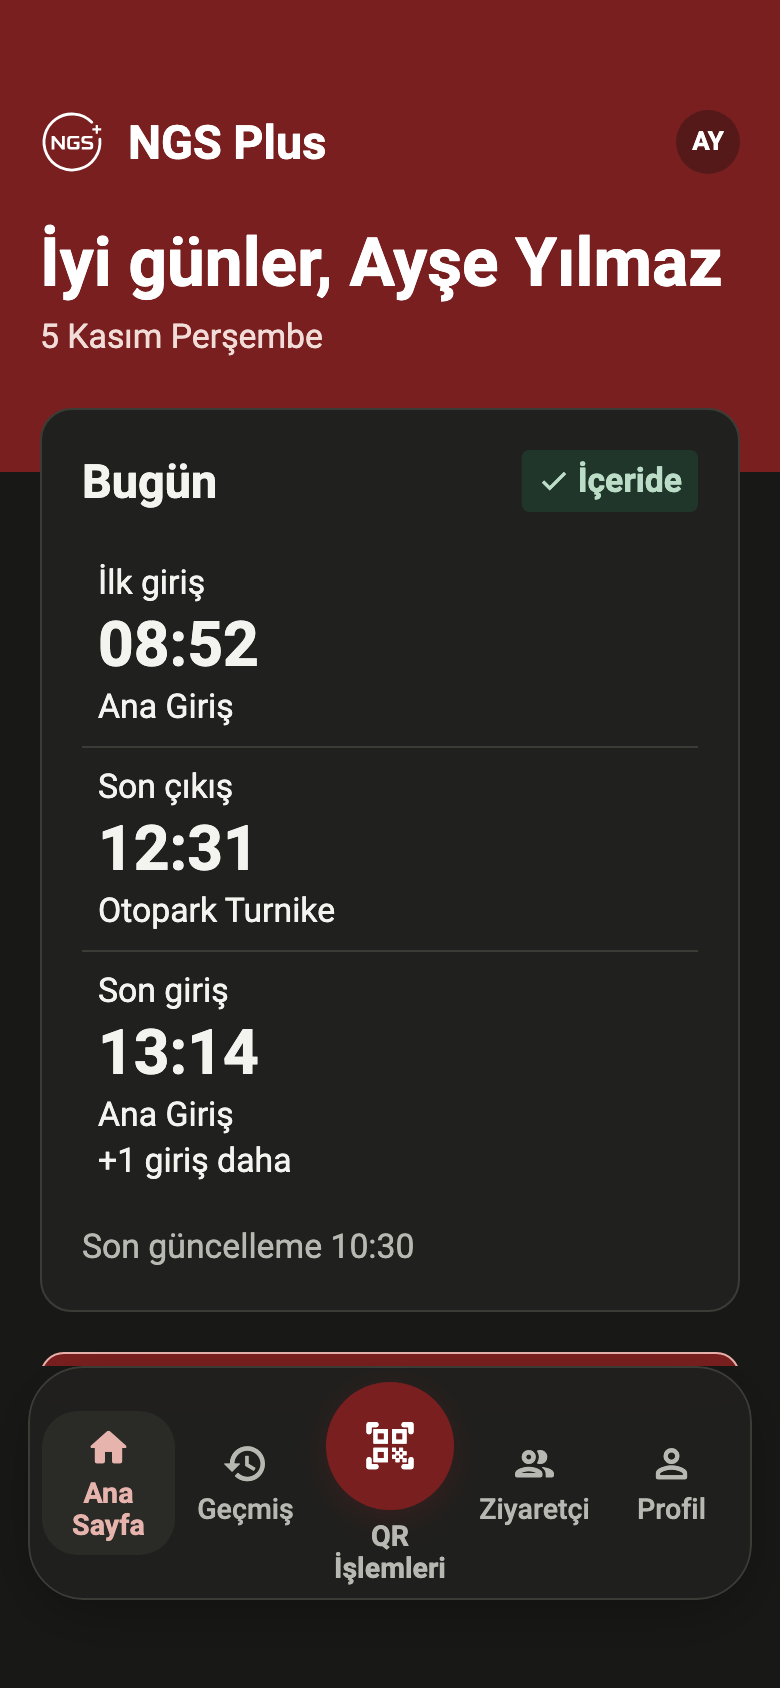 NGS+
NGS Plus
AY
İyi günler, Ayşe Yılmaz
5 Kasım Perşembe
Bugün
İçeride
İlk giriş
08:52
Ana Giriş
Son çıkış
12:31
Otopark Turnike
Son giriş
13:14
Ana Giriş
+1 giriş daha
Son güncelleme 10:30
Ana
Sayfa
Geçmiş
QR
İşlemleri
Ziyaretçi
Profil